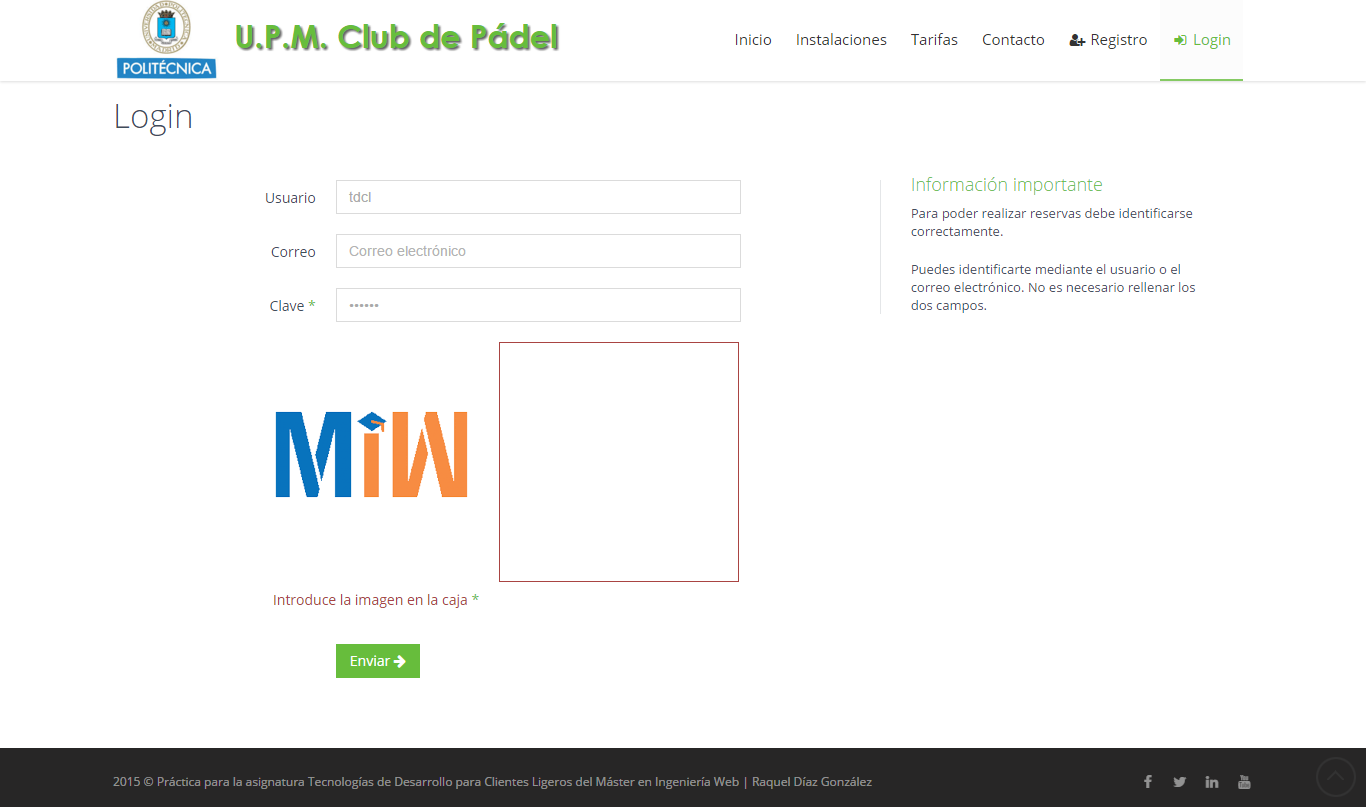 POLITÉCNICA
U.P.M. Club de Pádel
Inicio Instalaciones Tarifas Contacto Registro Login
Login
Usuario tdcl
Correo Correo electrónico
Clave * ••••••
Información importante
Para poder realizar reservas debe identificarse
correctamente.
Puedes identificarte mediante el usuario o el
correo electrónico. No es necesario rellenar los
dos campos.
MiW
Introduce la imagen en la caja *
Enviar
2015 © Práctica para la asignatura Tecnologías de Desarrollo para Clientes Ligeros del Máster en Ingeniería Web | Raquel Díaz González